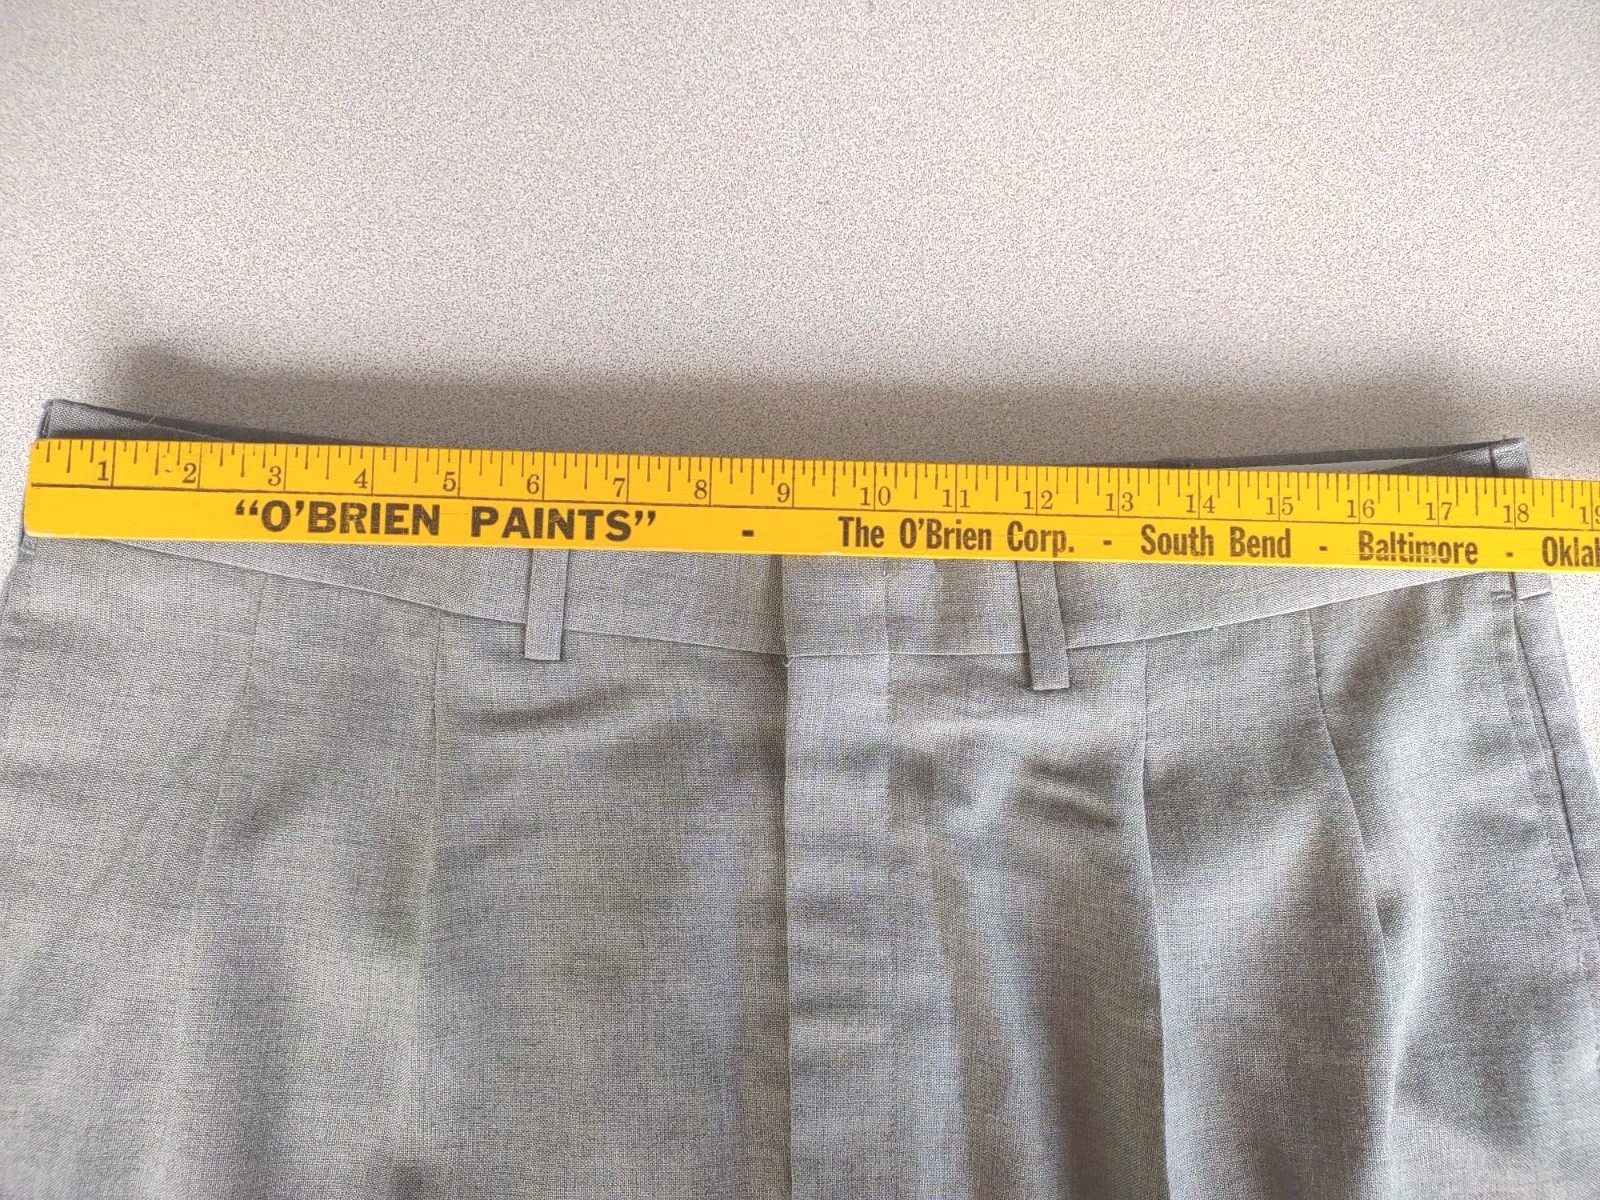 1 2 3 4 5 6 7 8 9 10 11 12 13 14 15 16 17 18
“O’BRIEN PAINTS” - The O’Brien Corp. - South Bend - Baltimore -